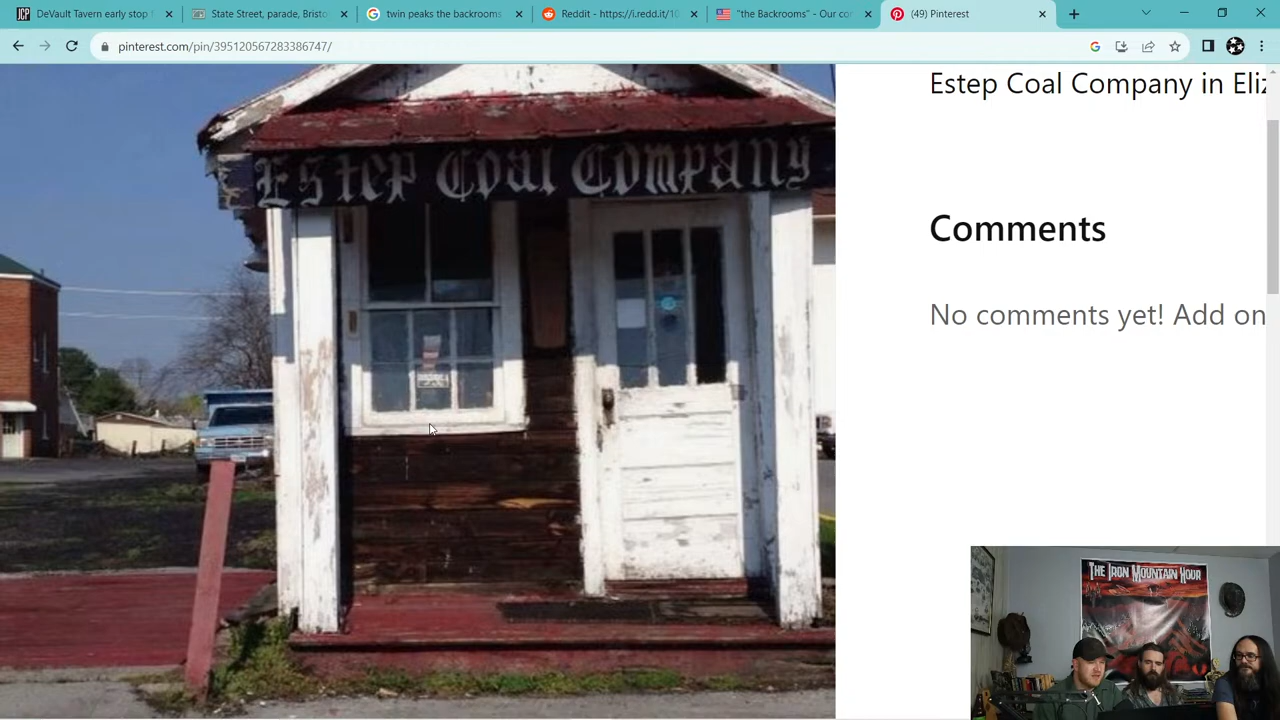 DeVault Tavern early stop
State Street, parade, Bristo
twin peaks the backrooms
Reddit - https://i.redd.it/10
"the Backrooms" - Our co
(49) Pinterest
pinterest.com/pin/395120567283386747/
Estep Coal Company in Eliz
Estep Coal Company
Comments
No comments yet! Add on
THE IRON MOUNTAIN HOUR